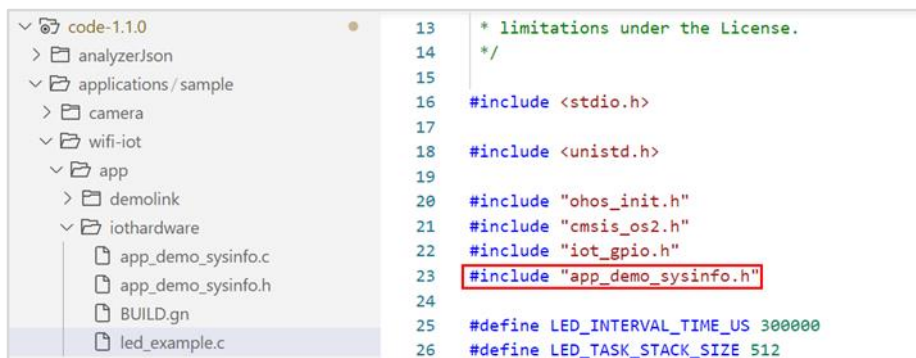 code-1.1.0
analyzerJson
applications / sample
camera
wifi-iot
app
demolink
iothardware
app_demo_sysinfo.c
app_demo_sysinfo.h
BUILD.gn
led_example.c
13 * limitations under the License.
14 */
15
16 #include <stdio.h>
17
18 #include <unistd.h>
19
20 #include "ohos_init.h"
21 #include "cmsis_os2.h"
22 #include "iot_gpio.h"
23 #include "app_demo_sysinfo.h"
24
25 #define LED_INTERVAL_TIME_US 300000
26 #define LED_TASK_STACK_SIZE 512